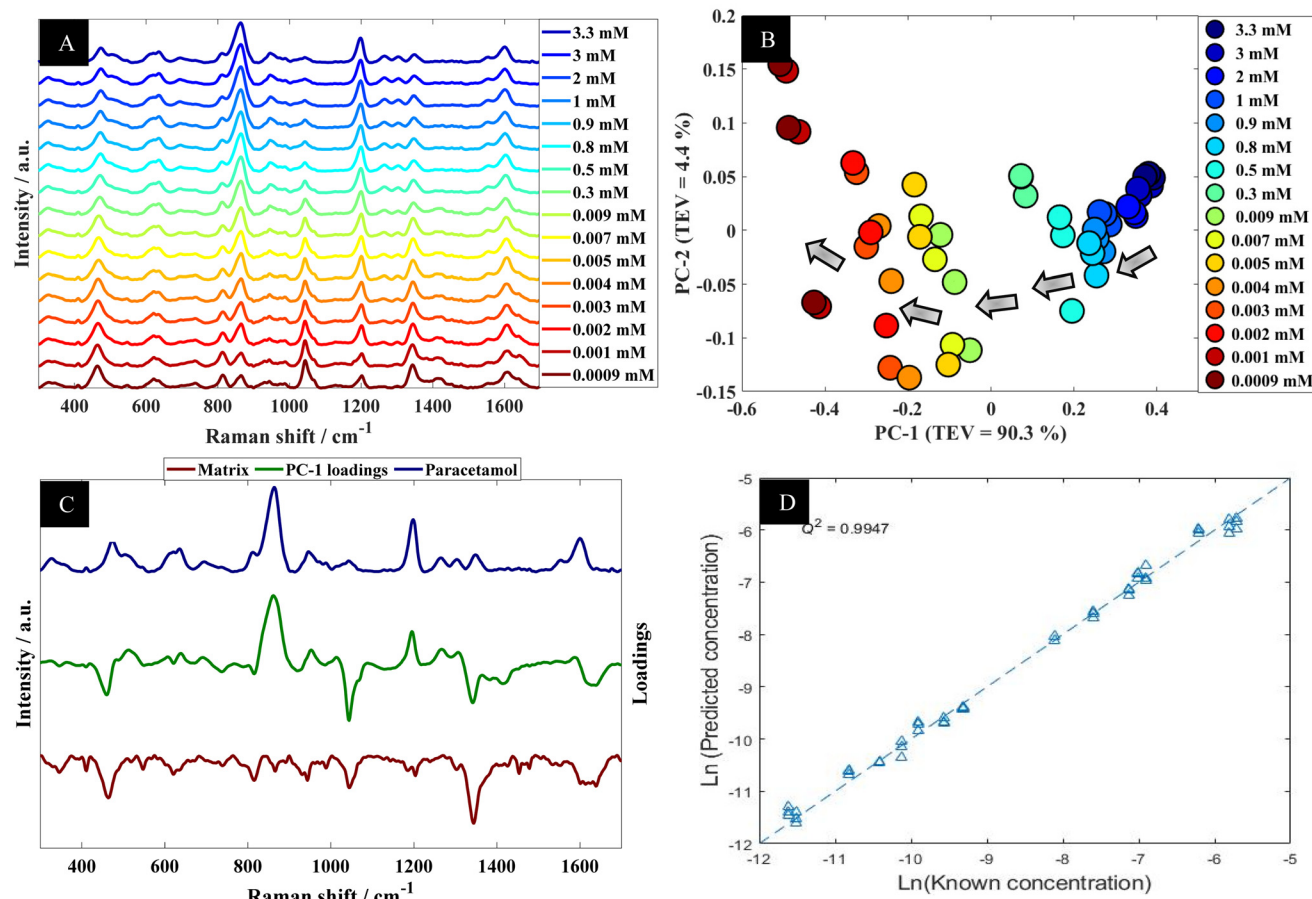 A
3.3 mM
3 mM
2 mM
1 mM
0.9 mM
0.8 mM
0.5 mM
0.3 mM
0.009 mM
0.007 mM
0.005 mM
0.004 mM
0.003 mM
0.002 mM
0.001 mM
0.0009 mM
Intensity / a.u.
400 600 800 1000 1200 1400 1600
Raman shift / cm⁻¹
B
0.2
0.15
0.1
0.05
0
-0.05
-0.1
-0.15
PC-2 (TEV = 4.4 %)
-0.6 -0.4 -0.2 0 0.2 0.4
PC-1 (TEV = 90.3 %)
3.3 mM
3 mM
2 mM
1 mM
0.9 mM
0.8 mM
0.5 mM
0.3 mM
0.009 mM
0.007 mM
0.005 mM
0.004 mM
0.003 mM
0.002 mM
0.001 mM
0.0009 mM
Matrix PC-1 loadings Paracetamol
C
Intensity / a.u.
Loadings
400 600 800 1000 1200 1400 1600
Raman shift / cm⁻¹
D
Q² = 0.9947
-5
-6
-7
-8
-9
-10
-11
-12
Ln (Predicted concentration)
-12 -11 -10 -9 -8 -7 -6 -5
Ln(Known concentration)